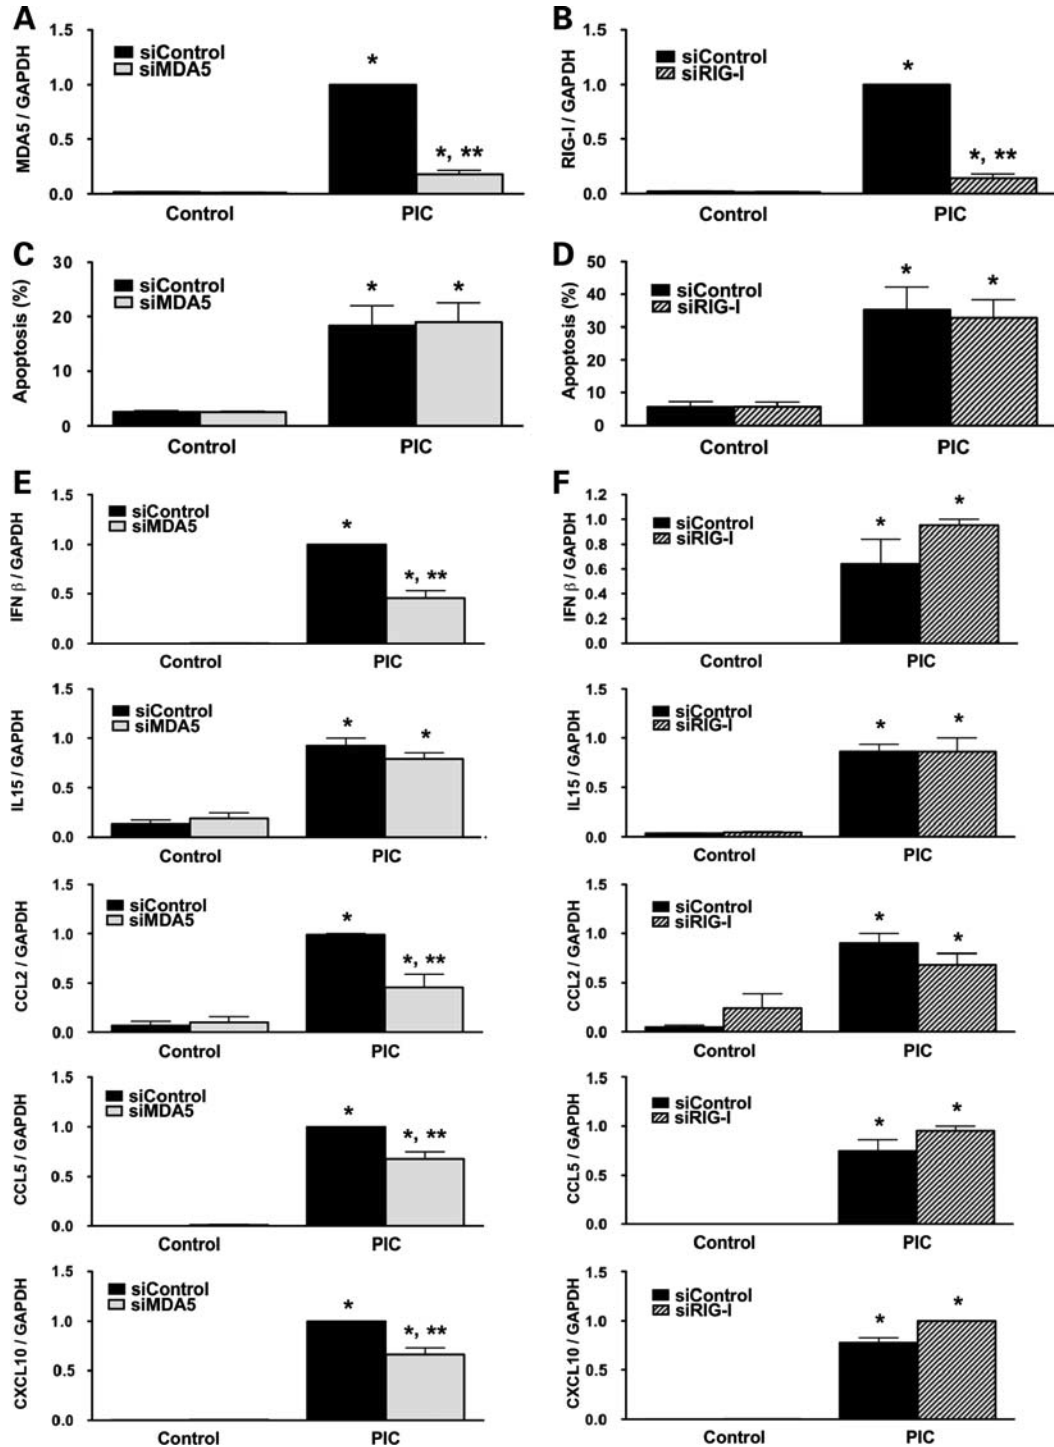 A
MDA5 / GAPDH
1.5
1.0
0.5
0.0
siControl
siMDA5
*
*, **
Control
PIC
B
RIG-I / GAPDH
1.5
1.0
0.5
0.0
siControl
siRIG-I
*
*, **
Control
PIC
C
Apoptosis (%)
30
20
10
0
siControl
siMDA5
*
*
Control
PIC
D
Apoptosis (%)
50
40
30
20
10
0
siControl
siRIG-I
*
*
Control
PIC
E
IFN β / GAPDH
1.5
1.0
0.5
0.0
siControl
siMDA5
*
*, **
Control
PIC
IL15 / GAPDH
1.5
1.0
0.5
0.0
siControl
siMDA5
*
*
Control
PIC
CCL2 / GAPDH
1.5
1.0
0.5
0.0
siControl
siMDA5
*
*, **
Control
PIC
CCL5 / GAPDH
1.5
1.0
0.5
0.0
siControl
siMDA5
*
*, **
Control
PIC
CXCL10 / GAPDH
1.5
1.0
0.5
0.0
siControl
siMDA5
*
*, **
Control
PIC
F
IFN β / GAPDH
1.2
1.0
0.8
0.6
0.4
0.2
0.0
siControl
siRIG-I
*
*
Control
PIC
IL15 / GAPDH
1.5
1.0
0.5
0.0
siControl
siRIG-I
*
*
Control
PIC
CCL2 / GAPDH
1.5
1.0
0.5
0.0
siControl
siRIG-I
*
*
Control
PIC
CCL5 / GAPDH
1.5
1.0
0.5
0.0
siControl
siRIG-I
*
*
Control
PIC
CXCL10 / GAPDH
1.5
1.0
0.5
0.0
siControl
siRIG-I
*
*
Control
PIC